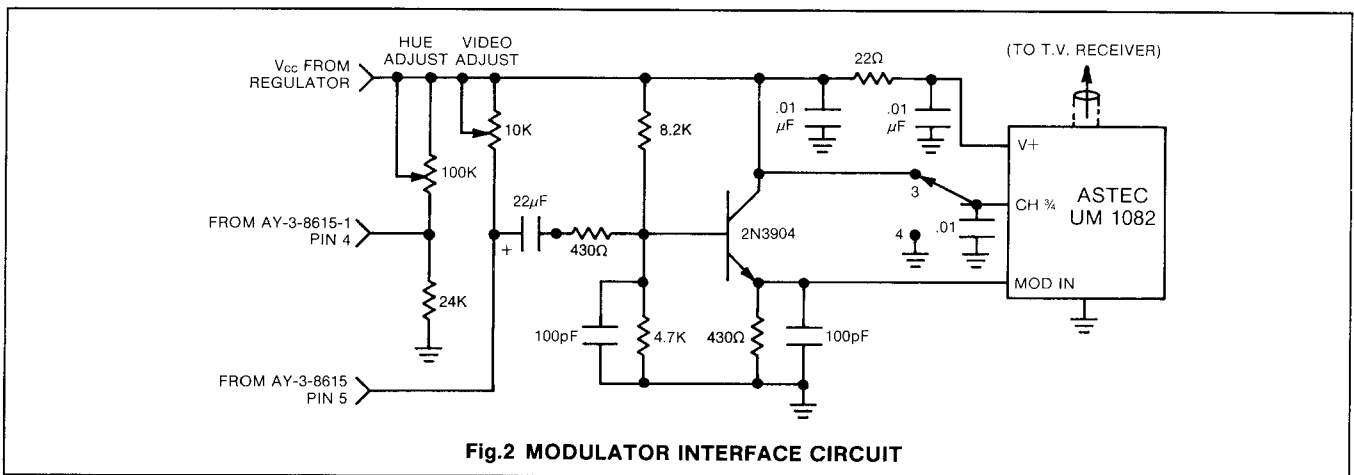 HUE
ADJUST
VIDEO
ADJUST
Vcc FROM
REGULATOR
100K
10K
8.2K
.01
µF
22Ω
.01
µF
(TO T.V. RECEIVER)
V+
ASTEC
UM 1082
CH ¾
MOD IN
3
4
.01
FROM AY-3-8615-1
PIN 4
22µF
+
430Ω
2N3904
24K
100pF
4.7K
430Ω
100pF
FROM AY-3-8615
PIN 5
Fig.2 MODULATOR INTERFACE CIRCUIT